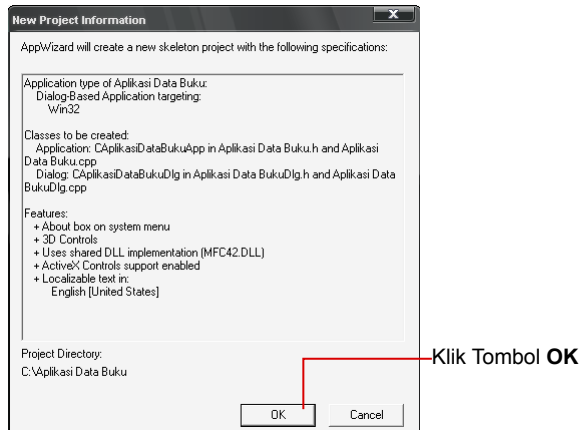 New Project Information
AppWizard will create a new skeleton project with the following specifications:
Application type of Aplikasi Data Buku:
Dialog-Based Application targeting:
Win32
Classes to be created:
Application: CAplikasiDataBukuApp in Aplikasi Data Buku.h and Aplikasi
Data Buku.cpp
Dialog: CAplikasiDataBukuDlg in Aplikasi Data BukuDlg.h and Aplikasi Data
BukuDlg.cpp
Features:
+ About box on system menu
+ 3D Controls
+ Uses shared DLL implementation (MFC42.DLL)
+ ActiveX Controls support enabled
+ Localizable text in:
English [United States]
Project Directory:
C:\Aplikasi Data Buku
Klik Tombol OK
OK Cancel